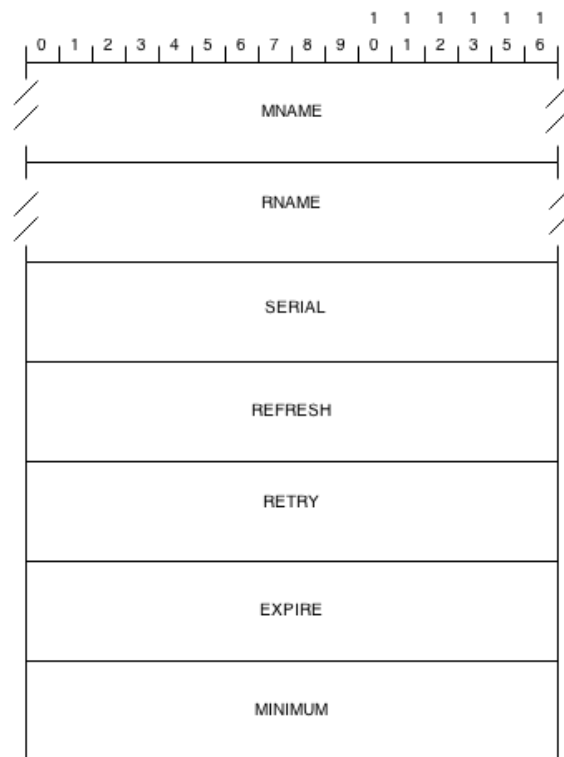 1 1 1 1 1 1
0 1 2 3 4 5 6 7 8 9 0 1 2 3 5 6
MNAME
RNAME
SERIAL
REFRESH
RETRY
EXPIRE
MINIMUM